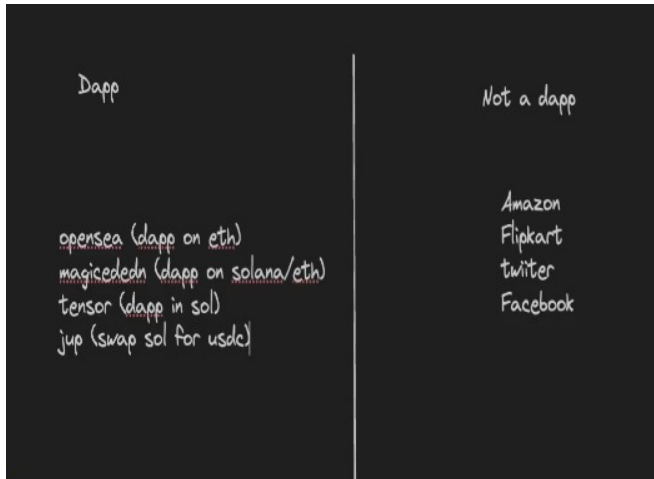 Dapp
opensea (dapp on eth)
magicededn (dapp on solana/eth)
tensor (dapp in sol)
jup (swap sol for usdc)
Not a dapp
Amazon
Flipkart
twiiter
Facebook